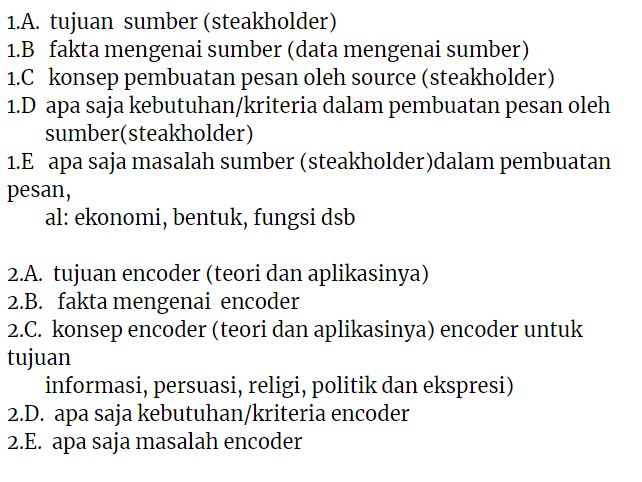 1.A. tujuan sumber (steakholder)
1.B fakta mengenai sumber (data mengenai sumber)
1.C konsep pembuatan pesan oleh source (steakholder)
1.D apa saja kebutuhan/kriteria dalam pembuatan pesan oleh
sumber(steakholder)
1.E apa saja masalah sumber (steakholder)dalam pembuatan
pesan,
al: ekonomi, bentuk, fungsi dsb
2.A. tujuan encoder (teori dan aplikasinya)
2.B. fakta mengenai encoder
2.C. konsep encoder (teori dan aplikasinya) encoder untuk
tujuan
informasi, persuasi, religi, politik dan ekspresi)
2.D. apa saja kebutuhan/kriteria encoder
2.E. apa saja masalah encoder